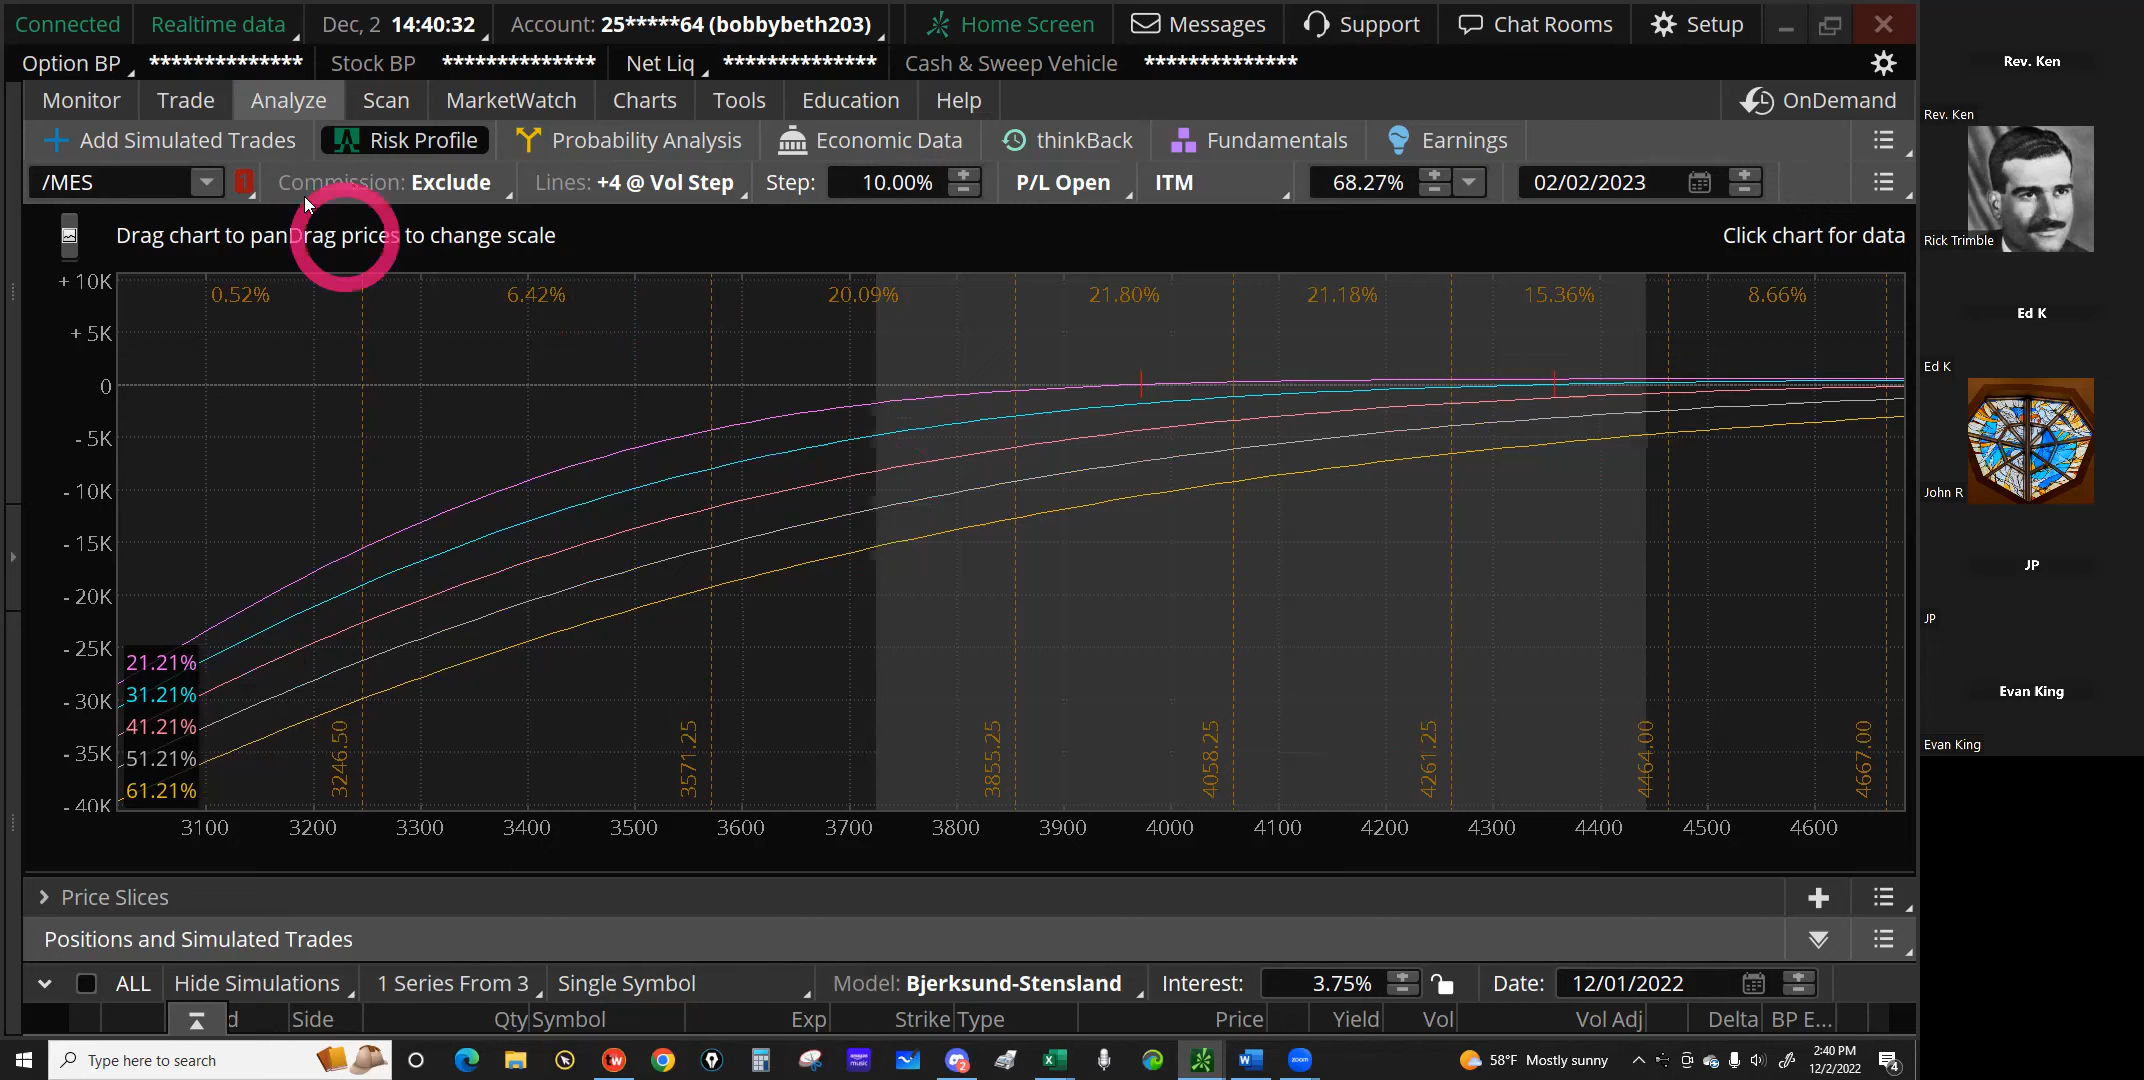 Connected Realtime data Dec, 2 14:40:32 Account: 25*****64 (bobbybeth203) Home Screen Messages Support Chat Rooms Setup
Option BP ************** Stock BP ************** Net Liq ************** Cash & Sweep Vehicle **************
Monitor Trade Analyze Scan MarketWatch Charts Tools Education Help OnDemand
Add Simulated Trades Risk Profile Probability Analysis Economic Data thinkBack Fundamentals Earnings
/MES 1 Commission: Exclude Lines: +4 @ Vol Step Step: 10.00% P/L Open ITM 68.27% 02/02/2023
Drag chart to panDrag prices to change scale Click chart for data
+ 10K
+ 5K
0
- 5K
- 10K
- 15K
- 20K
- 25K
- 30K
- 35K
- 40K
0.52% 6.42% 20.09% 21.80% 21.18% 15.36% 8.66%
21.21%
31.21%
41.21%
51.21%
61.21%
3246.50 3571.25 3855.25 4058.25 4261.25 4464.00 4667.00
3100 3200 3300 3400 3500 3600 3700 3800 3900 4000 4100 4200 4300 4400 4500 4600
Price Slices
Positions and Simulated Trades
ALL Hide Simulations 1 Series From 3 Single Symbol Model: Bjerksund-Stensland Interest: 3.75% Date: 12/01/2022
d Side Qty Symbol Exp Strike Type Price Yield Vol Vol Adj Delta BP E...
Type here to search 58°F Mostly sunny 2:40 PM
12/2/2022
4
Rev. Ken
Rev. Ken
Rick Trimble
Ed K
Ed K
John R
JP
JP
Evan King
Evan King